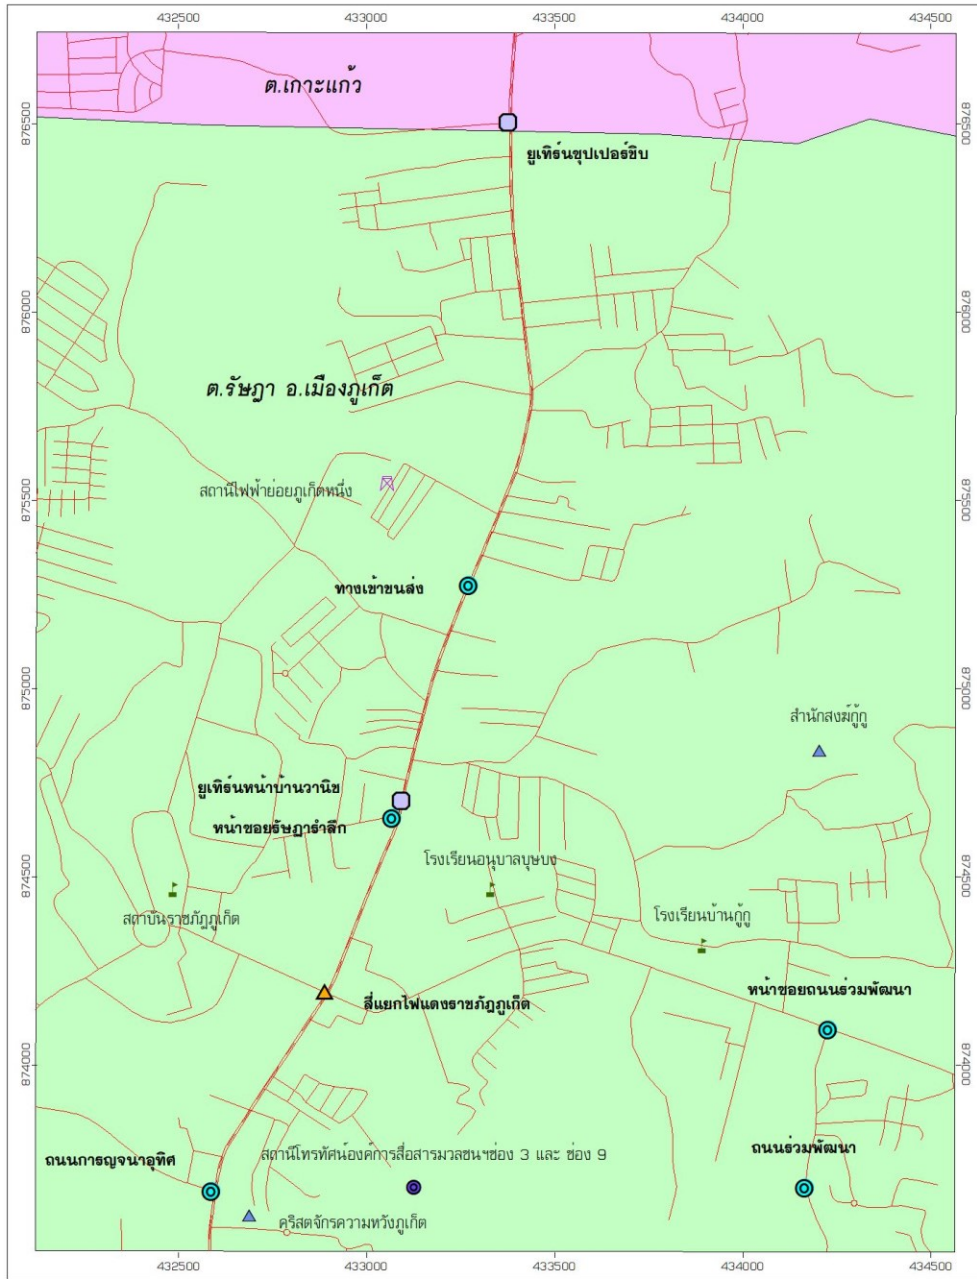 432500 433000 433500 434000 434500
ต.เกาะแก้ว
876500 876500
ยูเทิร์นซุปเปอร์ชิบ
876000 876000
ต.รัษฎา อ.เมืองภูเก็ต
สถานีไฟฟ้าย่อยภูเก็ตหนึ่ง
875500 875500
ทางเข้าขนส่ง
875000 875000
สำนักสงฆ์กู้กู
ยูเทิร์นหน้าบ้านวานิช
หน้าซอยรัษฎารำลึก
โรงเรียนอนุบาลบุษบง
874500 874500
สถาบันราชภัฏภูเก็ต
โรงเรียนบ้านกู้กู
หน้าซอยถนนร่วมพัฒนา
สี่แยกไฟแดงราชภัฎภูเก็ต
874000 874000
ถนนร่วมพัฒนา
สถานีโทรทัศน์องค์การสื่อสารมวลชนฯช่อง 3 และ ช่อง 9
ถนนการญจนาอุทิศ
คริสตจักรความหวังภูเก็ต
432500 433000 433500 434000 434500